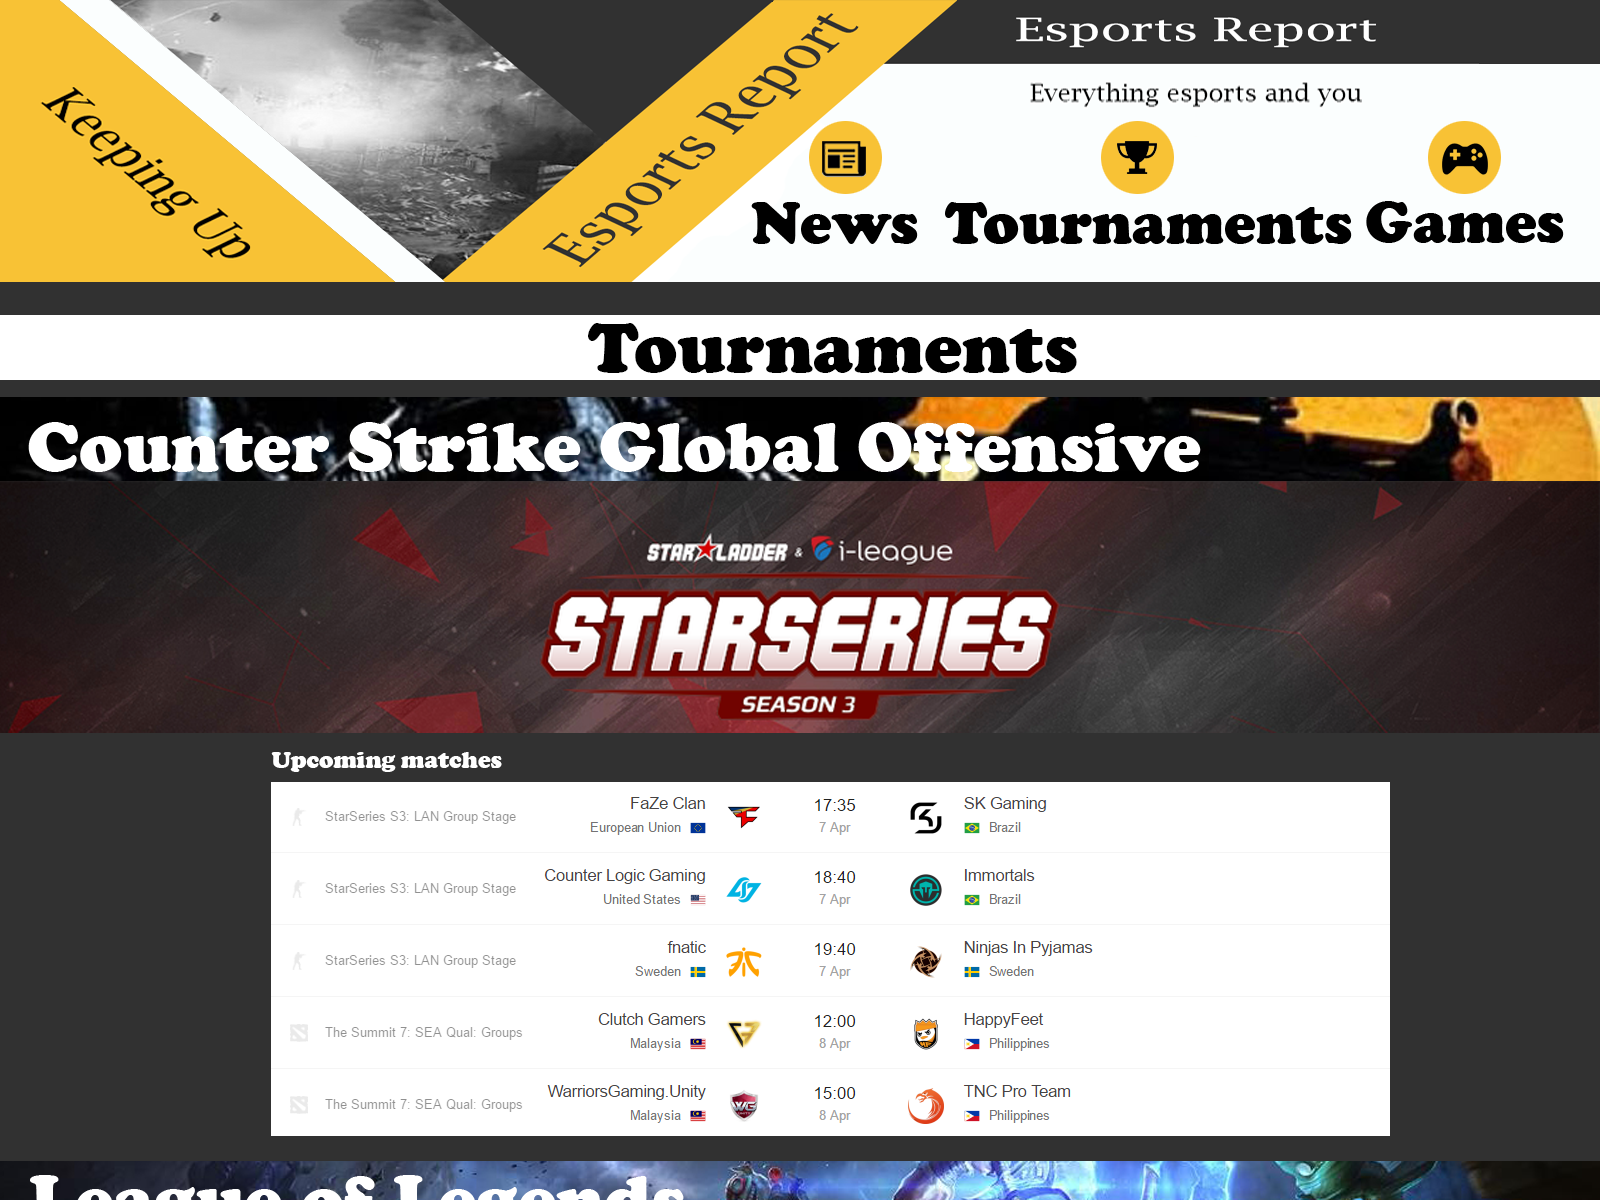 Keeping Up
Esports Report
Esports Report
Everything esports and you
News
Tournaments
Games
Tournaments
Counter Strike Global Offensive
STAR LADDER & i-league
STARSERIES
SEASON 3
Upcoming matches
StarSeries S3: LAN Group Stage
FaZe Clan
European Union
17:35
7 Apr
SK Gaming
Brazil
StarSeries S3: LAN Group Stage
Counter Logic Gaming
United States
18:40
7 Apr
Immortals
Brazil
StarSeries S3: LAN Group Stage
fnatic
Sweden
19:40
7 Apr
Ninjas In Pyjamas
Sweden
The Summit 7: SEA Qual: Groups
Clutch Gamers
Malaysia
12:00
8 Apr
HappyFeet
Philippines
The Summit 7: SEA Qual: Groups
WarriorsGaming.Unity
Malaysia
WG
15:00
8 Apr
TNC Pro Team
Philippines
League of Legends